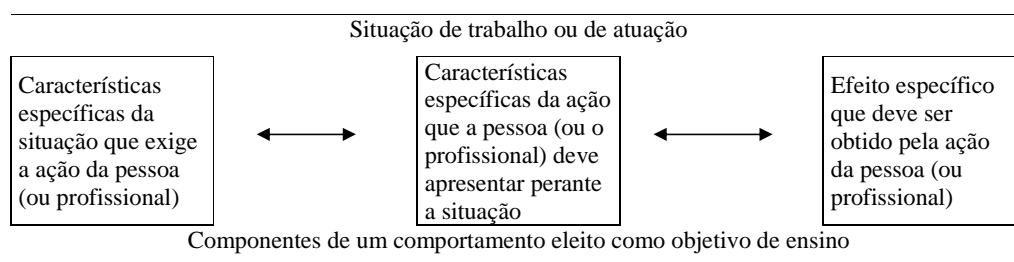 Situação de trabalho ou de atuação
Características
específicas da
situação que exige
a ação da pessoa
(ou profissional)
Características
específicas da ação
que a pessoa (ou o
profissional) deve
apresentar perante
a situação
Efeito específico
que deve ser
obtido pela ação
da pessoa (ou
profissional)
Componentes de um comportamento eleito como objetivo de ensino